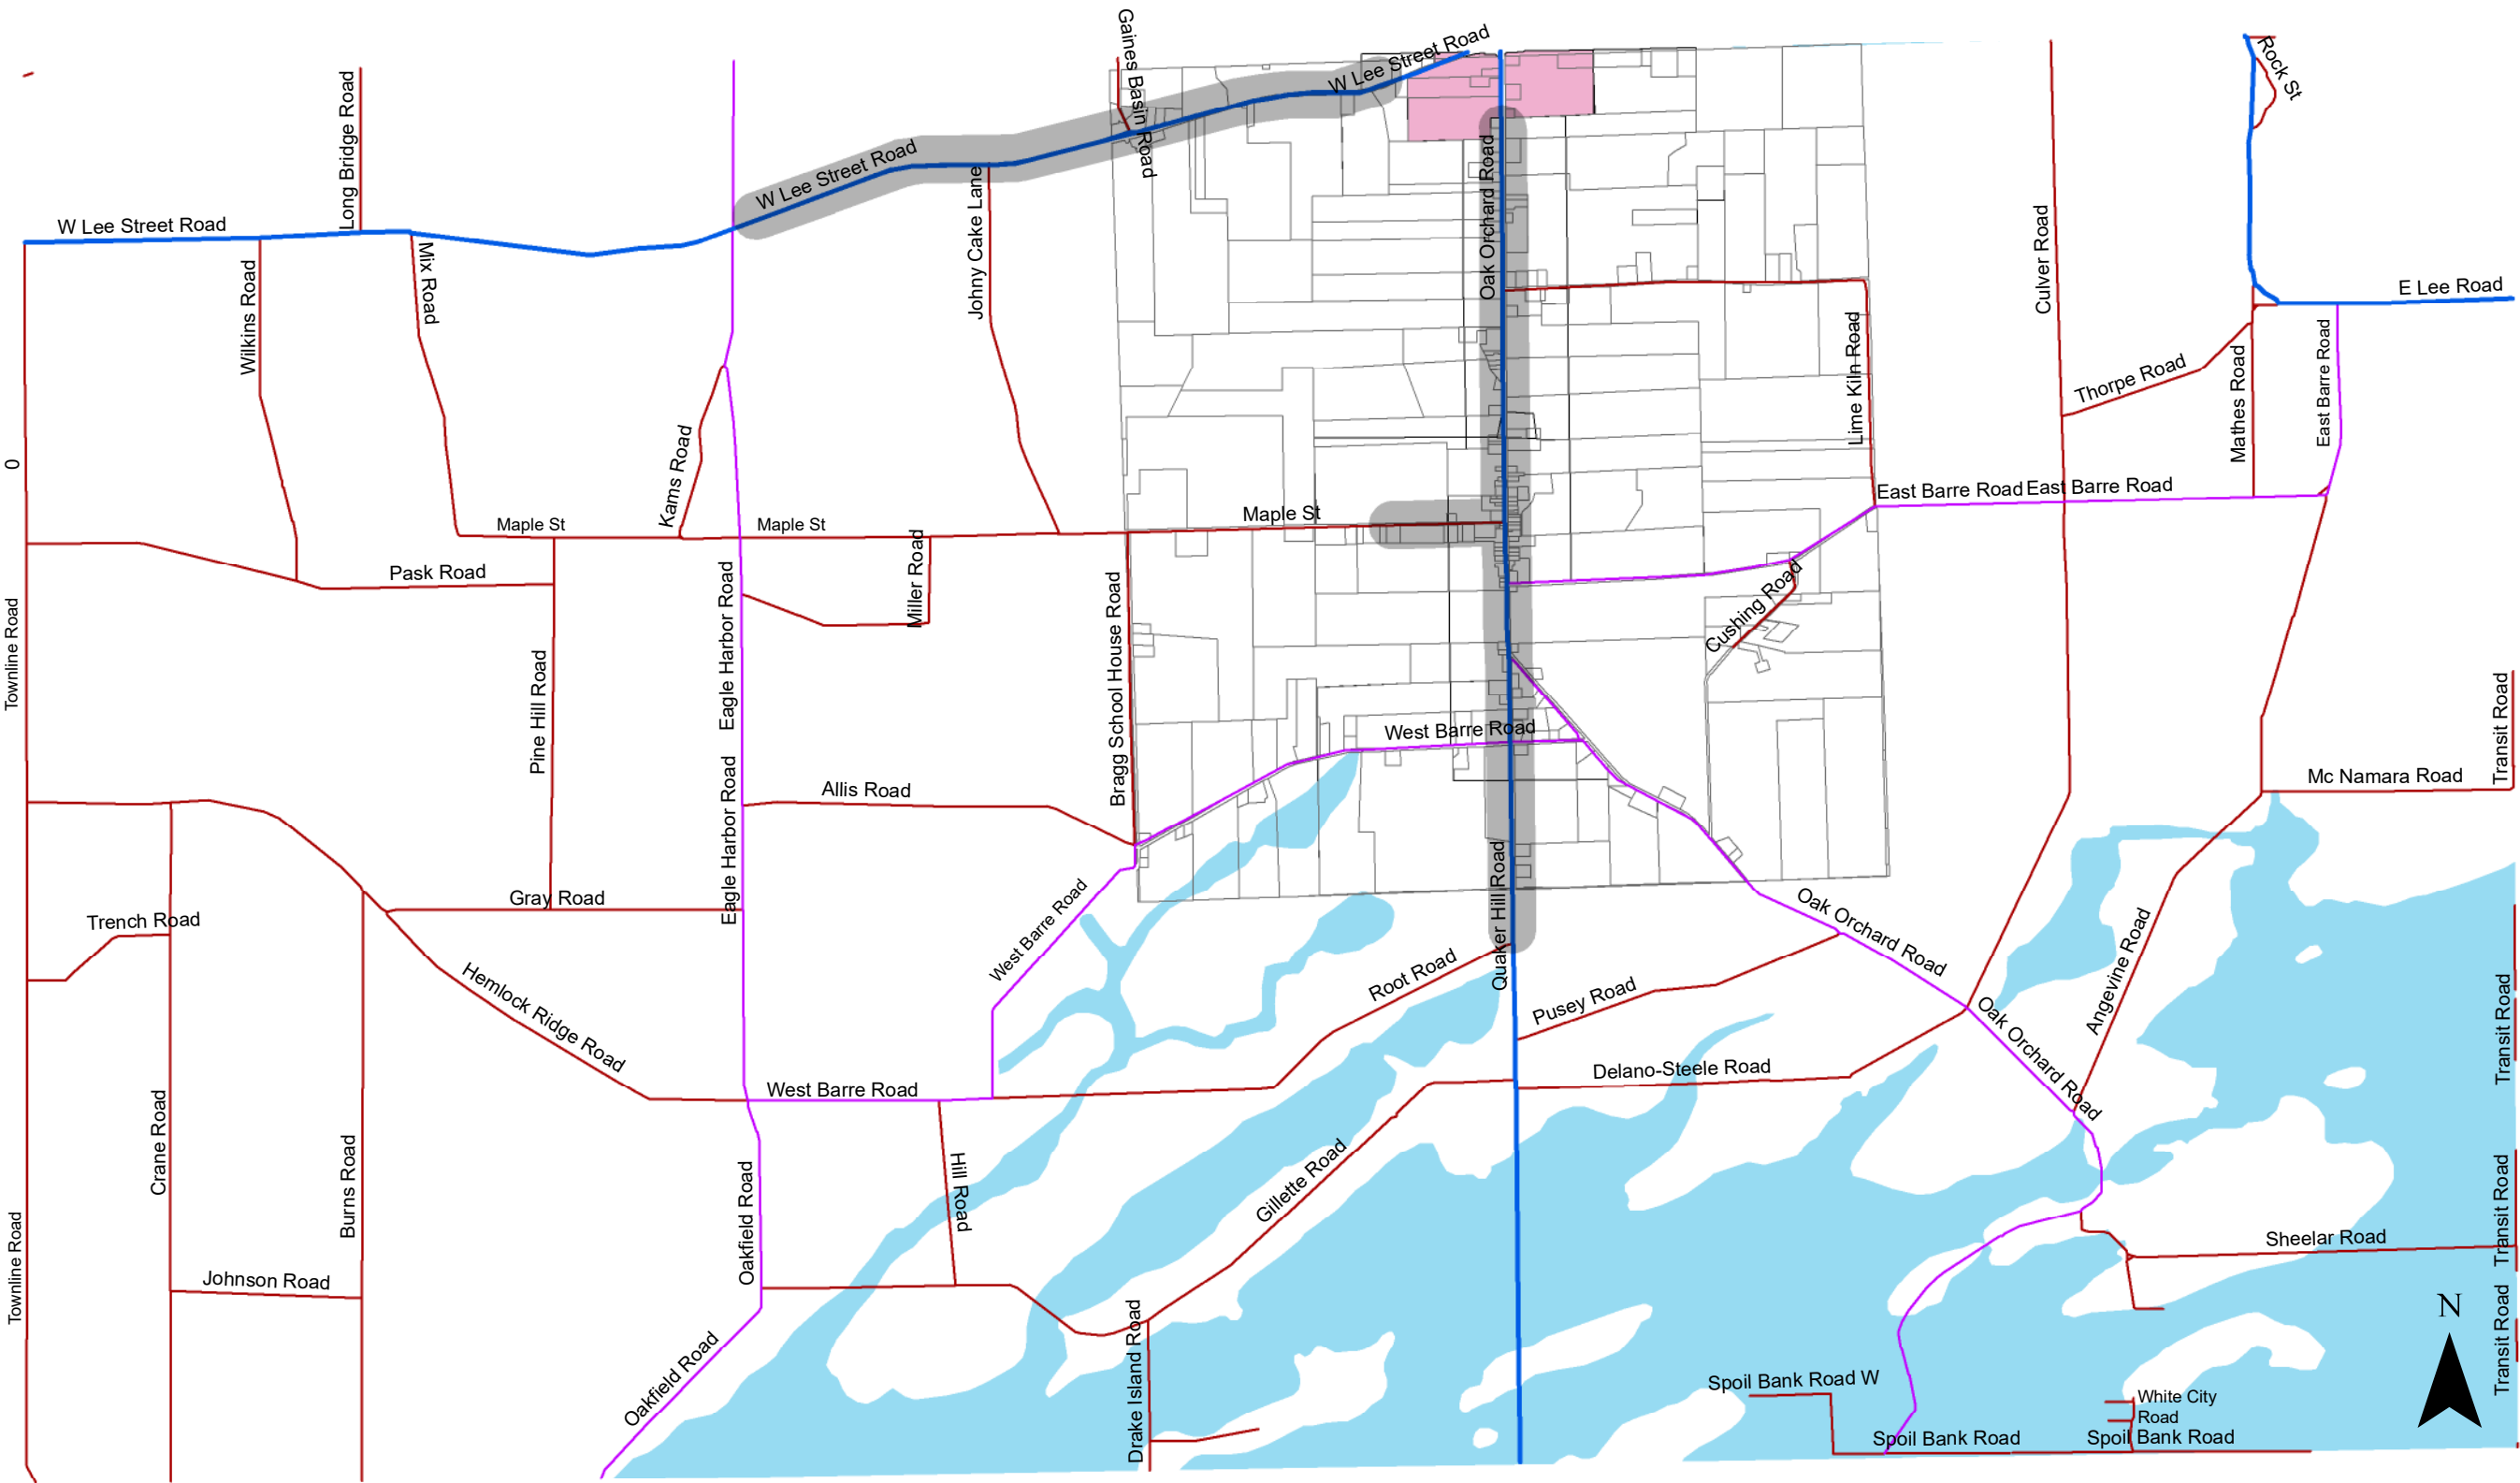 Gaines Basin Road
W Lee Street Road
Rock St
Long Bridge Road
W Lee Street Road
Oak Orchard Road
W Lee Street Road
Mix Road
Wilkins Road
Johny Cake Lane
Culver Road
E Lee Road
Lime Kiln Road
Thorpe Road
Mathes Road
East Barre Road
0
Kams Road
East Barre Road
East Barre Road
Maple St
Maple St
Maple St
Pask Road
Miller Road
Townline Road
Pine Hill Road
Eagle Harbor Road
Bragg School House Road
Cushing Road
West Barre Road
Transit Road
Mc Namara Road
Allis Road
Eagle Harbor Road
Gray Road
Trench Road
Quaker Hill Road
Oak Orchard Road
West Barre Road
Root Road
Pusey Road
Angevine Road
Hemlock Ridge Road
Oak Orchard Road
Transit Road
West Barre Road
Delano-Steele Road
Crane Road
Burns Road
Oakfield Road
Hill Road
Gillette Road
Transit Road
Sheelar Road
Townline Road
Johnson Road
N
Drake Island Road
Transit Road
Oakfield Road
Spoil Bank Road W
White City
Road
Spoil Bank Road
Spoil Bank Road